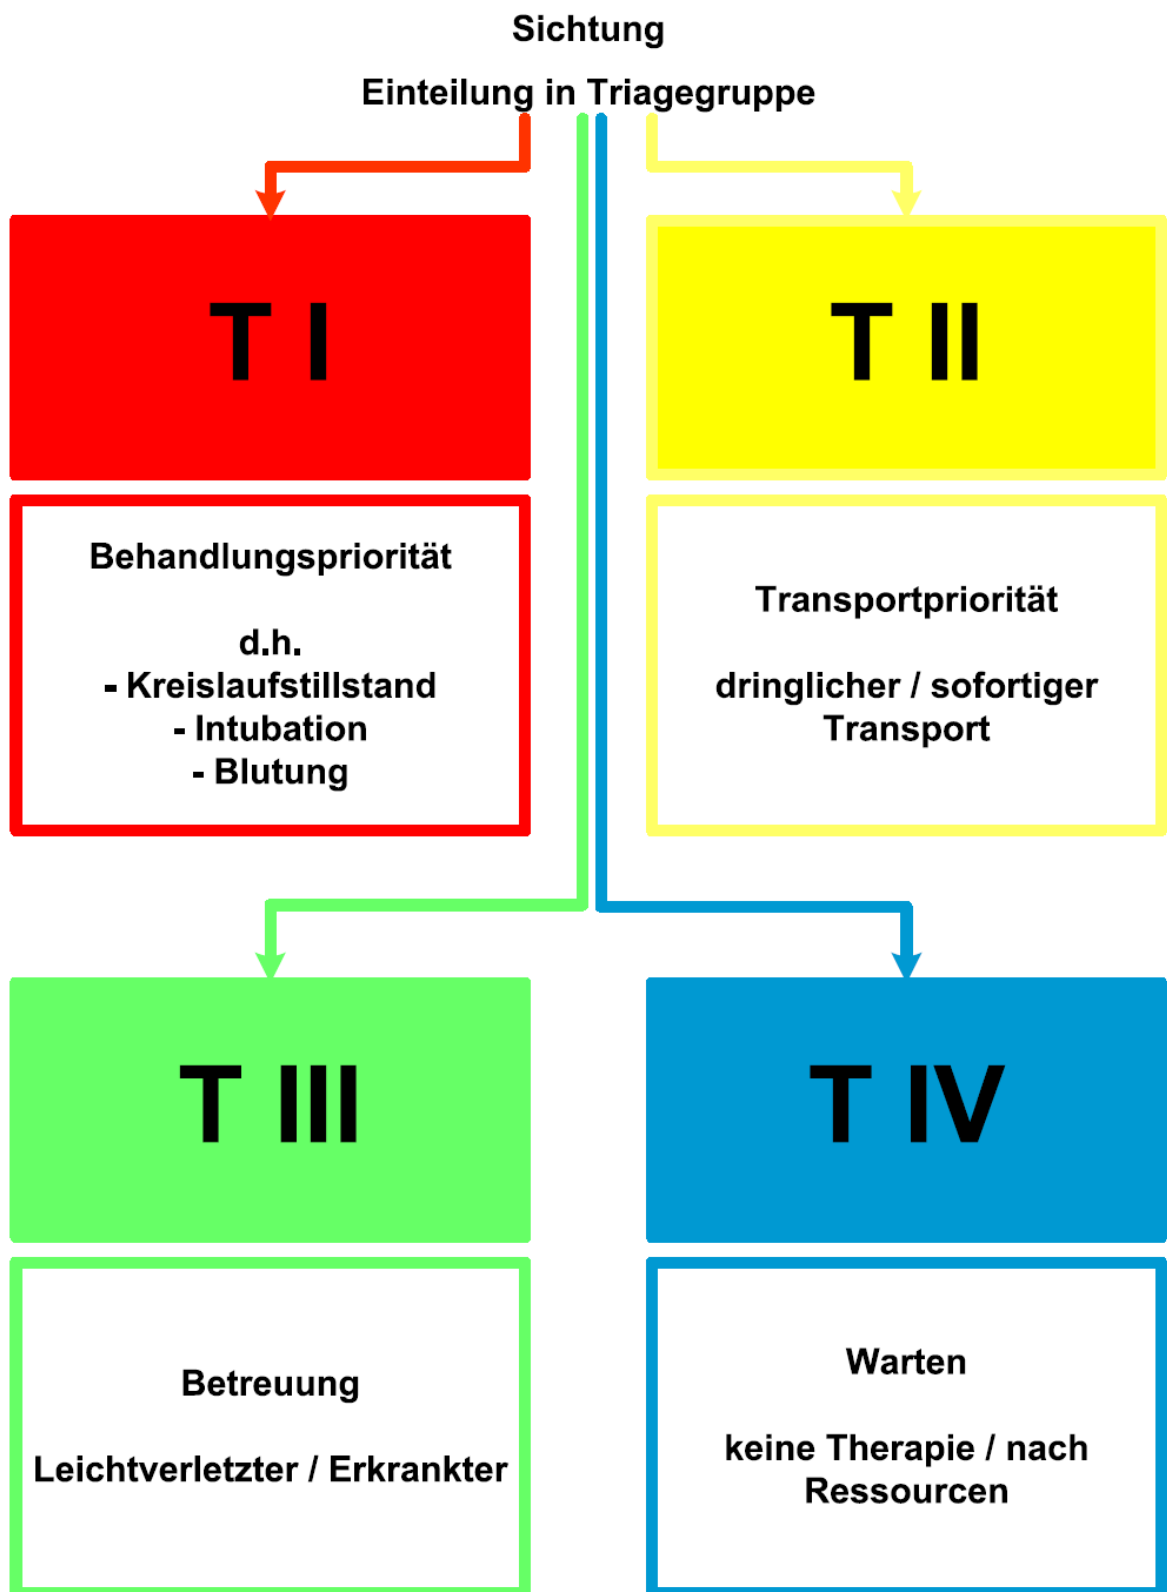 Sichtung
Einteilung in Triagegruppe
T I
T II
Behandlungspriorität
d.h.
- Kreislaufstillstand
- Intubation
- Blutung
Transportpriorität
dringlicher / sofortiger
Transport
T III
T IV
Betreuung
Leichtverletzter / Erkrankter
Warten
keine Therapie / nach
Ressourcen